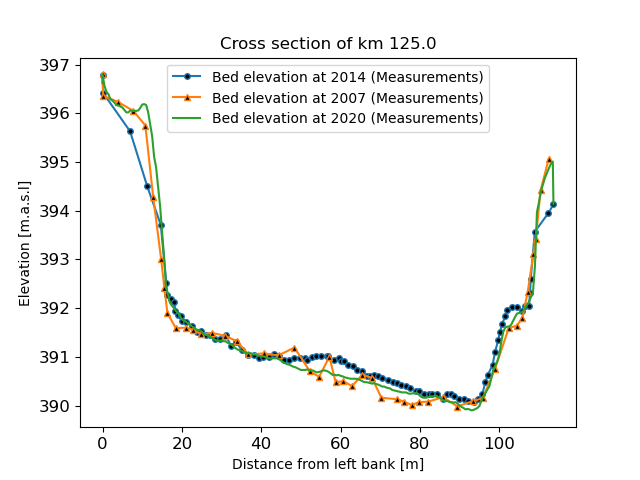 Cross section of km 125.0
Bed elevation at 2014 (Measurements)
Bed elevation at 2007 (Measurements)
Bed elevation at 2020 (Measurements)
Elevation [m.a.s.l]
397
396
395
394
393
392
391
390
0 20 40 60 80 100
Distance from left bank [m]